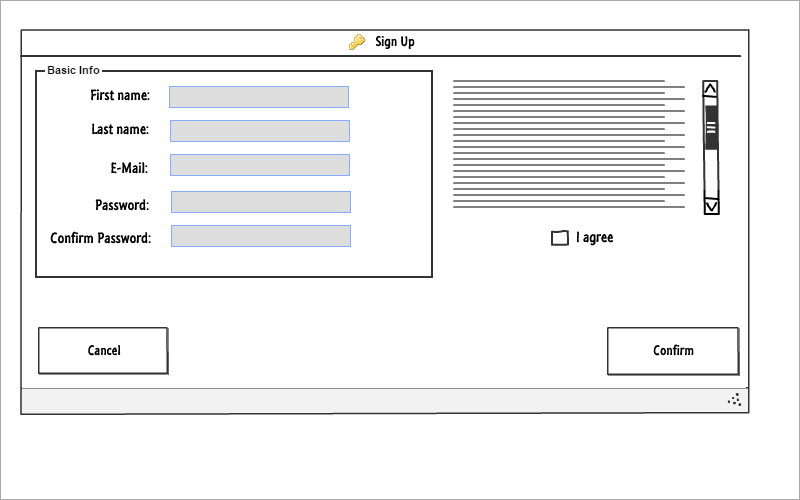 Sign Up
Basic Info
First name:
Last name:
E-Mail:
Password:
Confirm Password:
I agree
Cancel
Confirm